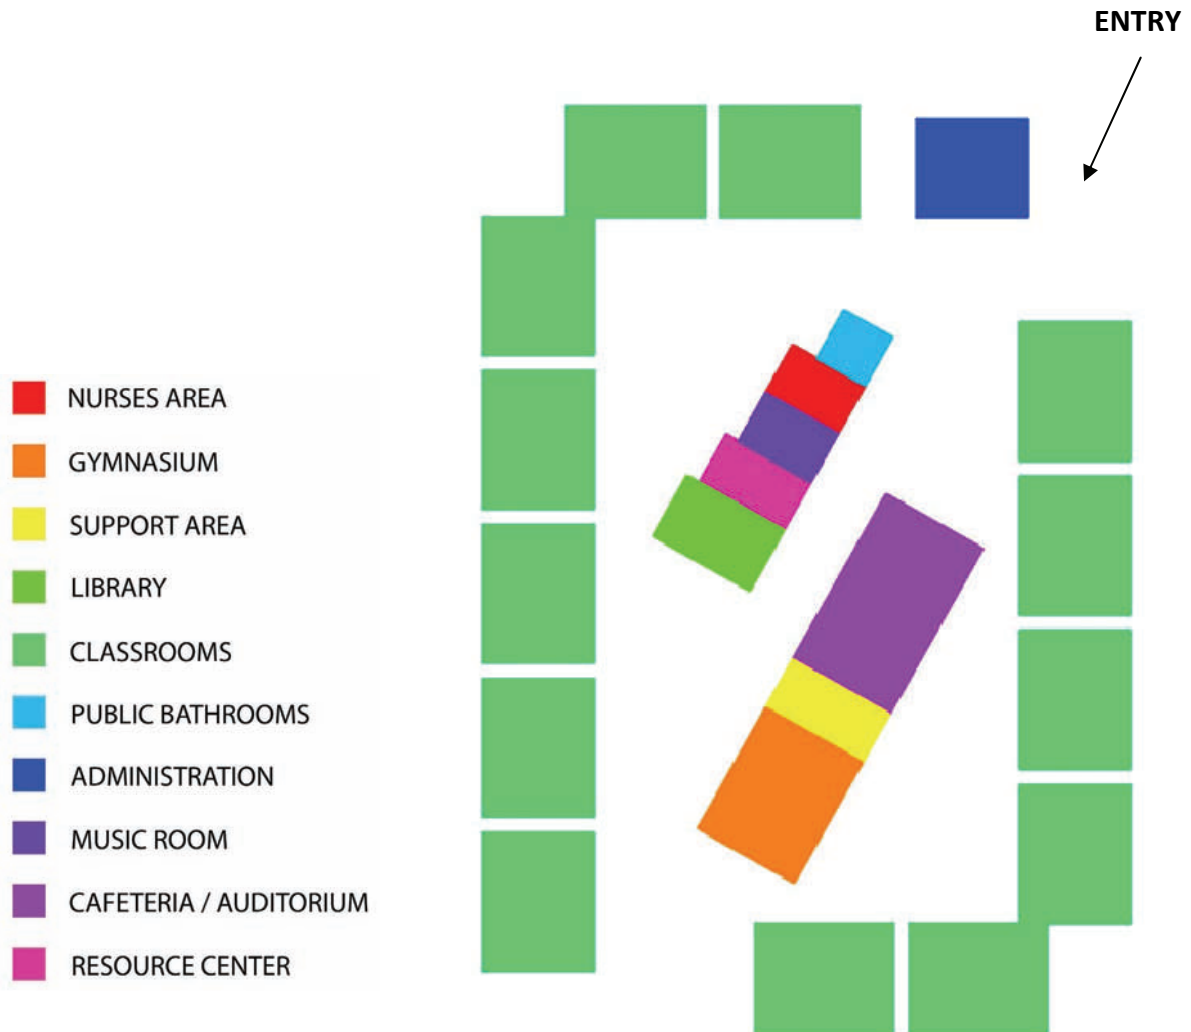 ENTRY
NURSES AREA
GYMNASIUM
SUPPORT AREA
LIBRARY
CLASSROOMS
PUBLIC BATHROOMS
ADMINISTRATION
MUSIC ROOM
CAFETERIA / AUDITORIUM
RESOURCE CENTER